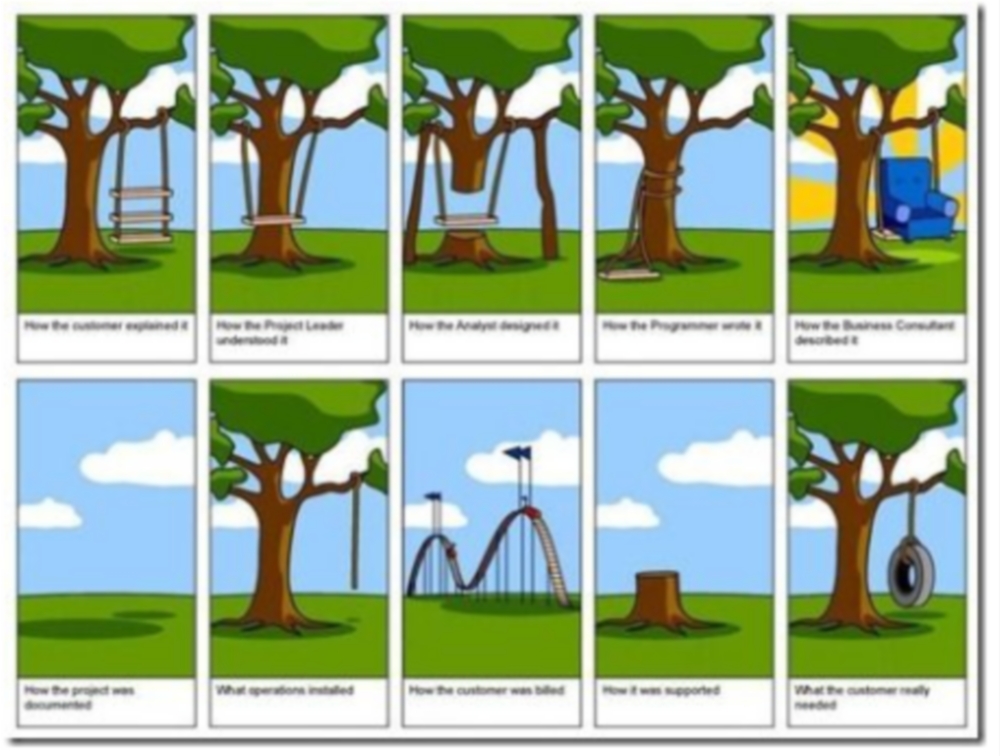 How the customer explained it
How the Project Leader
understood it
How the Analyst designed it
How the Programmer wrote it
How the Business Consultant
described it
How the project was
documented
What operations installed
How the customer was billed
How it was supported
What the customer really
needed